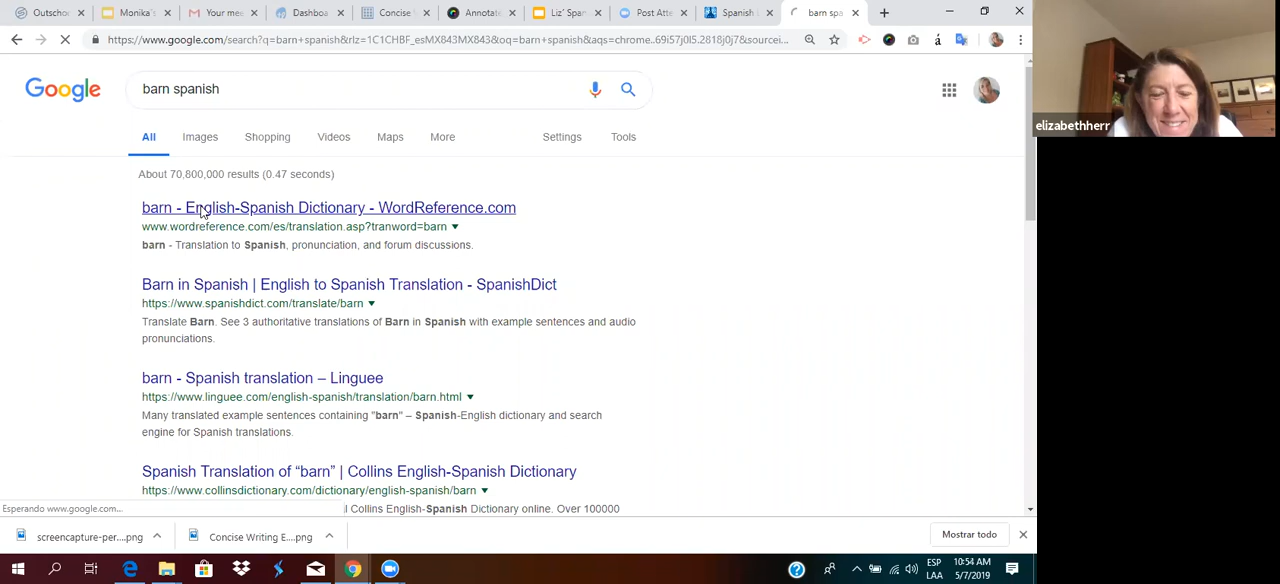 Outschoo
Monika's
Your mee
Dashboa
Concise V
Annotate
Liz' Span
Post Atte
Spanish L
barn spa
https://www.google.com/search?q=barn+spanish&rlz=1C1CHBF_esMX843MX843&oq=barn+spanish&aqs=chrome..69i57j0l5.2818j0j7&sourcei...
Google
barn spanish
All Images Shopping Videos Maps More Settings Tools
About 70,800,000 results (0.47 seconds)
barn - English-Spanish Dictionary - WordReference.com
www.wordreference.com/es/translation.asp?tranword=barn
barn - Translation to Spanish, pronunciation, and forum discussions.
Barn in Spanish | English to Spanish Translation - SpanishDict
https://www.spanishdict.com/translate/barn
Translate Barn. See 3 authoritative translations of Barn in Spanish with example sentences and audio
pronunciations.
barn - Spanish translation – Linguee
https://www.linguee.com/english-spanish/translation/barn.html
Many translated example sentences containing "barn" – Spanish-English dictionary and search
engine for Spanish translations.
Spanish Translation of “barn” | Collins English-Spanish Dictionary
https://www.collinsdictionary.com/dictionary/english-spanish/barn
Esperando www.google.com...
l Collins English-Spanish Dictionary online. Over 100000
screencapture-per....png
Concise Writing E....png
Mostrar todo
ESP
LAA
10:54 AM
5/7/2019
elizabethherr